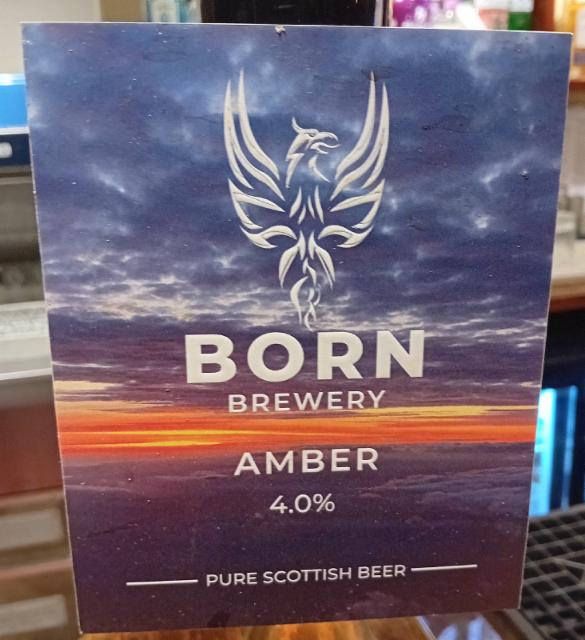 BORN
BREWERY
AMBER
4.0%
PURE SCOTTISH BEER